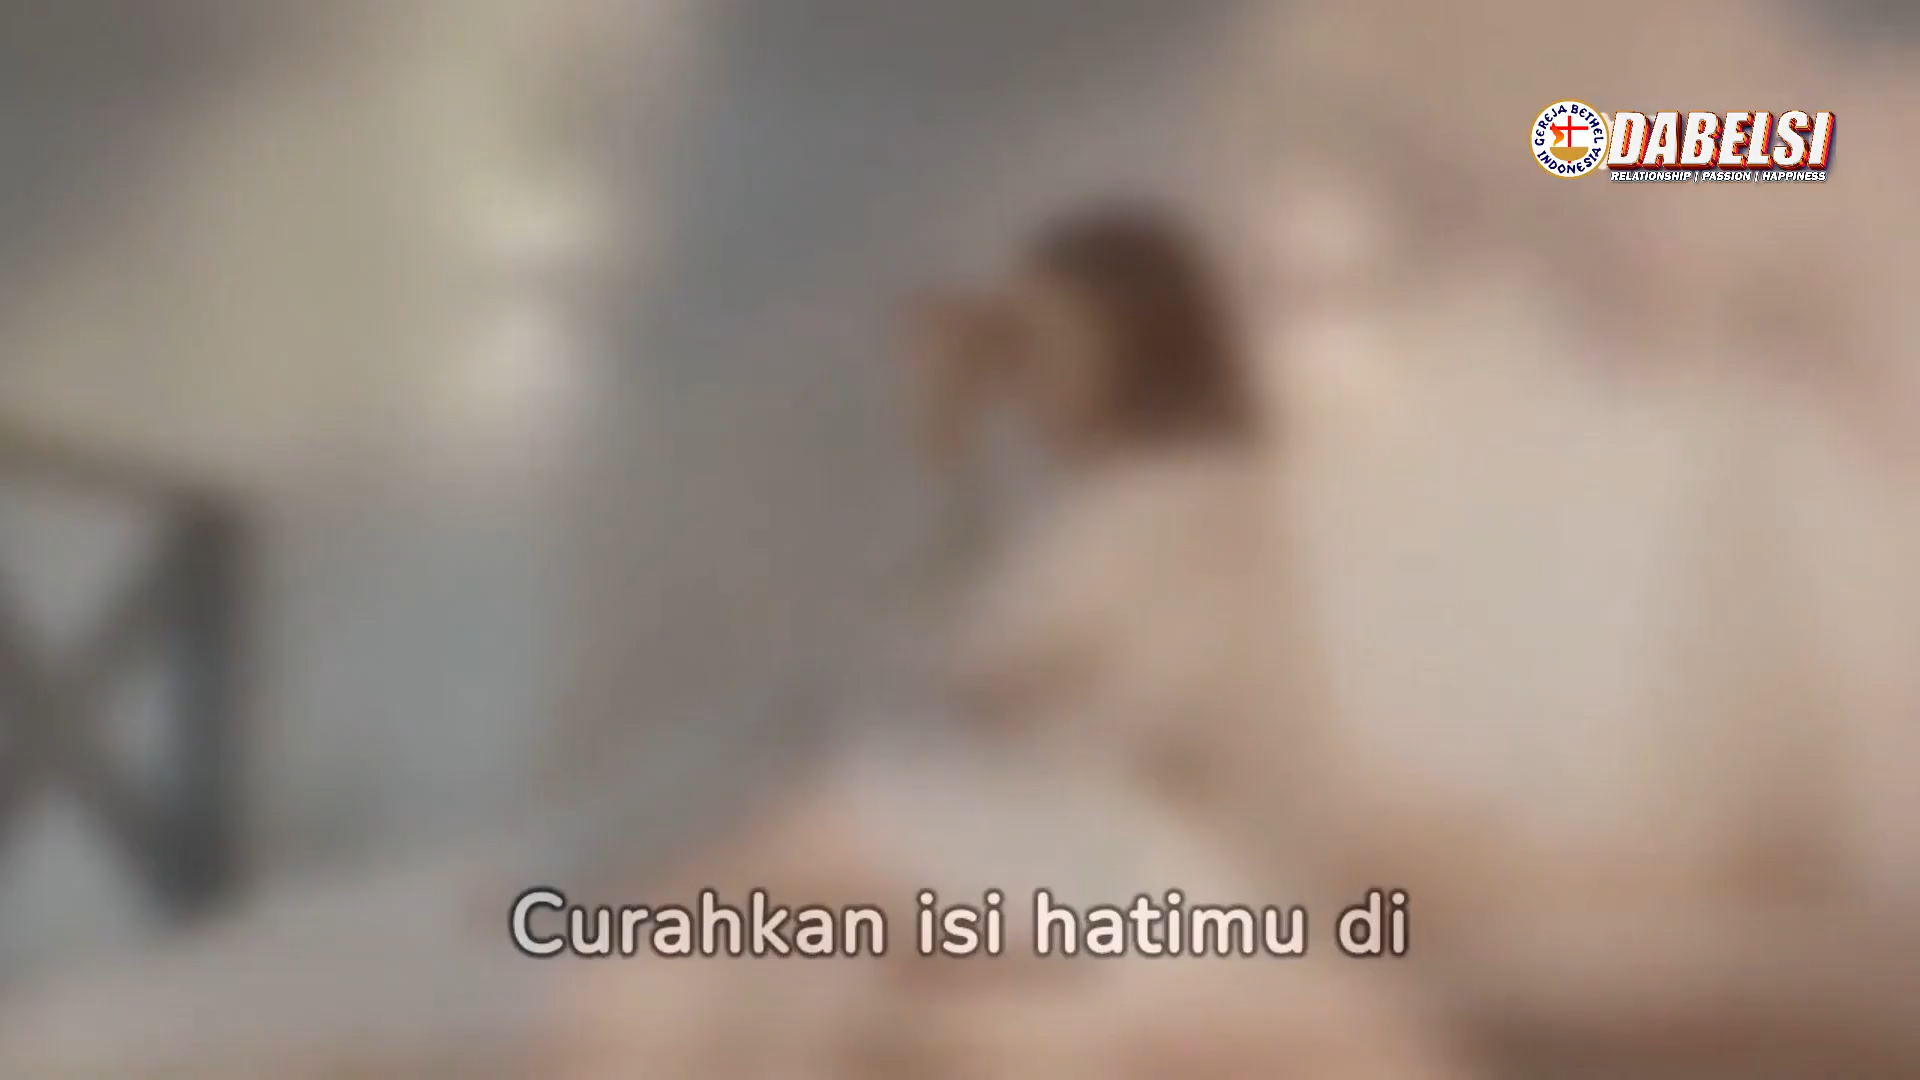 GEREJA BETHEL
INDONESIA
DABELSI
RELATIONSHIP | PASSION | HAPPINESS
Curahkan isi hatimu di